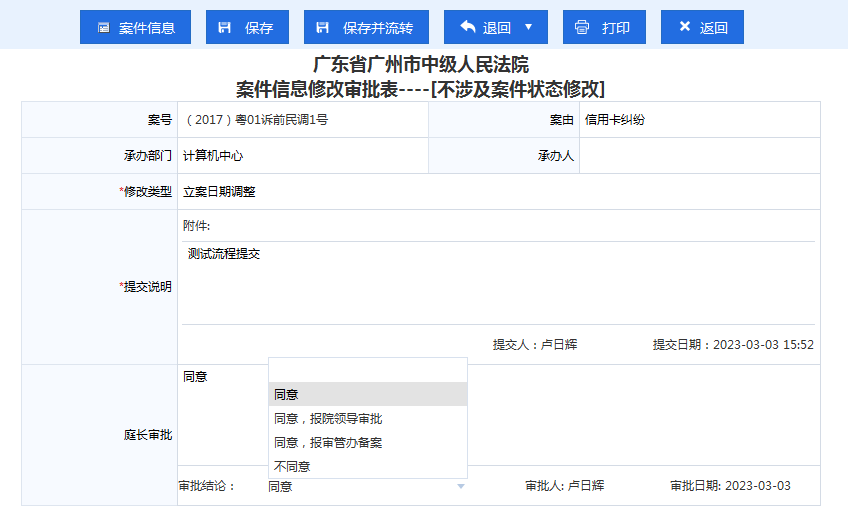 案件信息 保存 保存并流转 退回 打印 返回
广东省广州市中级人民法院
案件信息修改审批表----[不涉及案件状态修改]
案号 （2017）粤01诉前民调1号 案由 信用卡纠纷
承办部门 计算机中心 承办人
*修改类型 立案日期调整
附件:
测试流程提交
*提交说明
提交人：卢日辉 提交日期：2023-03-03 15:52
同意
同意
同意，报院领导审批
庭长审批
同意，报审管办备案
不同意
审批结论： 同意 审批人: 卢日辉 审批日期: 2023-03-03